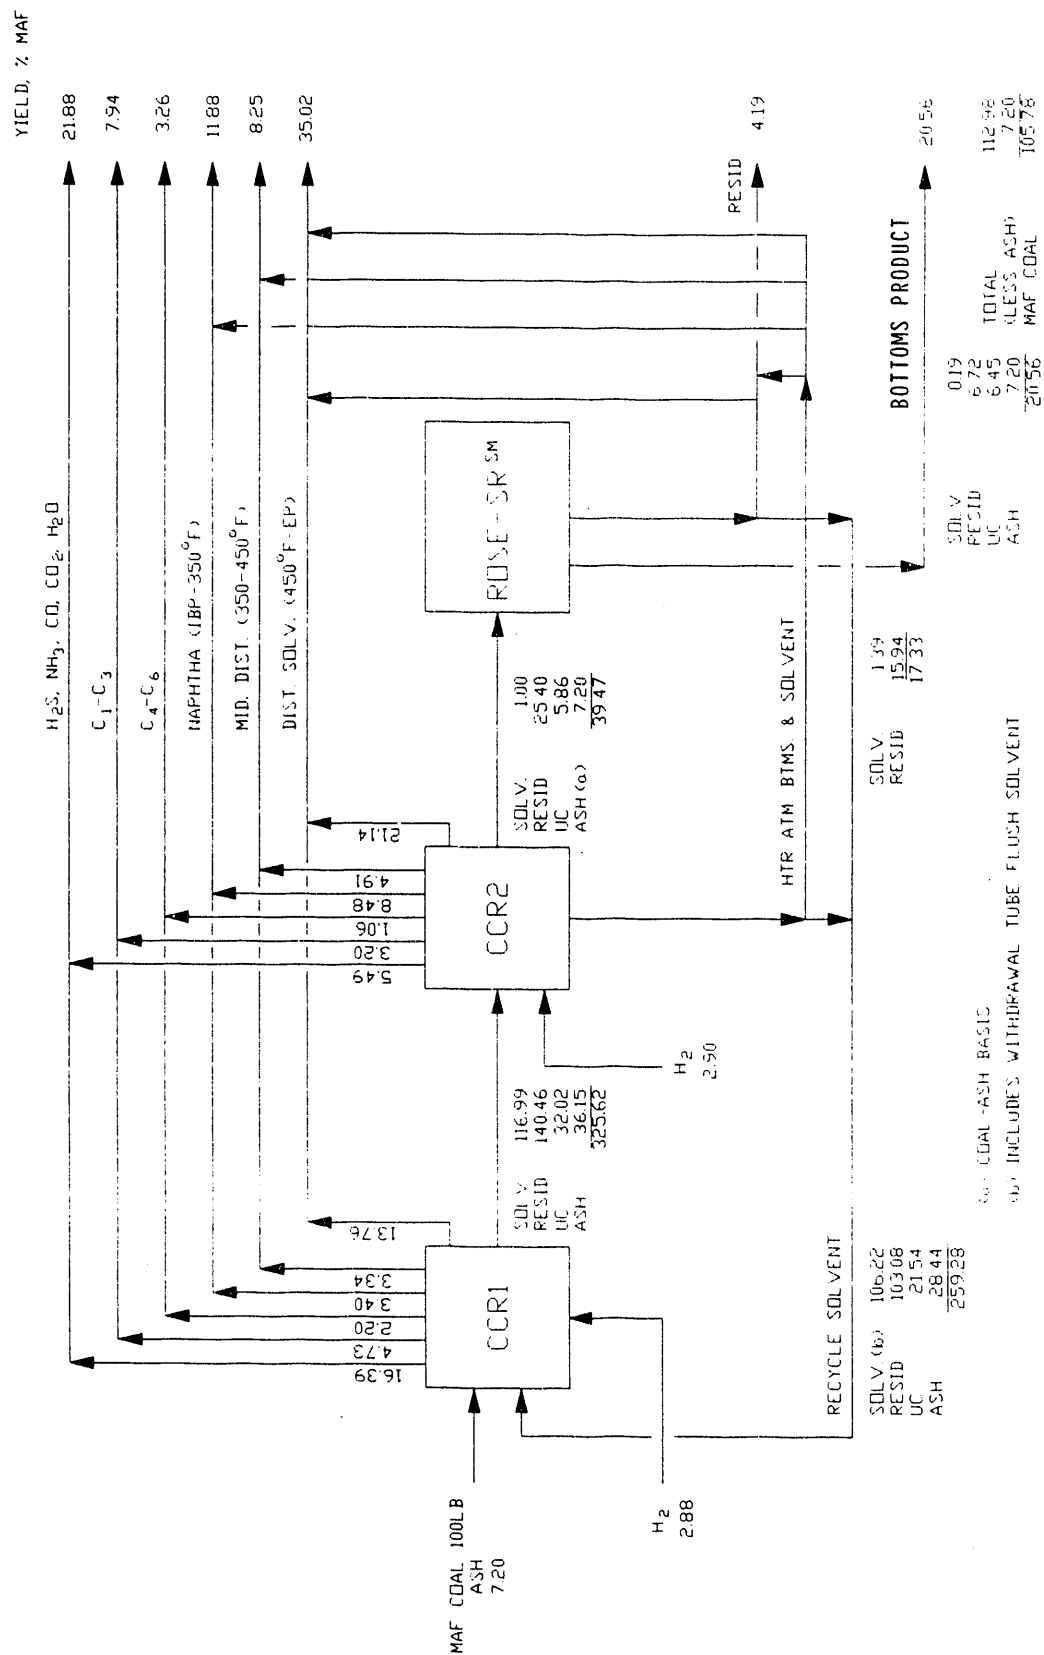 YIELD, % MAF
H2S, NH3, CO, CO2, H2O
21.88
C1-C3
7.94
C4-C6
3.26
NAPHTHA (IBP-350°F)
11.88
MID. DIST. (350-450°F)
8.25
DIST. SOLV. (450°F-EP)
35.02
16.39
4.73
2.20
3.40
3.34
13.76
5.49
3.20
1.06
8.48
4.91
21.14
MAF COAL 100LB
ASH
7.20
H2
2.88
CCR1
SOLV 116.99
RESID 140.46
UC 32.02
ASH 36.15
325.62
H2
2.90
CCR2
SOLV. 1.00
RESID 25.40
UC 5.86
ASH(a) 7.20
39.47
ROSE-SR SM
RESID
4.19
HTR ATM BTMS. & SOLVENT
RECYCLE SOLVENT
SOLV.(b) 106.22
RESID 103.08
UC 21.54
ASH 28.44
259.28
SOLV. 1.39
RESID 15.94
17.33
BOTTOMS PRODUCT
20.56
SOLV 0.19
RESID 6.72
UC 6.45
ASH 7.20
20.56
TOTAL 112.98
(LESS ASH) 7.20
MAF COAL 105.78
(a) COAL-ASH BASIS
(b) INCLUDES WITHDRAWAL TUBE FLUSH SOLVENT